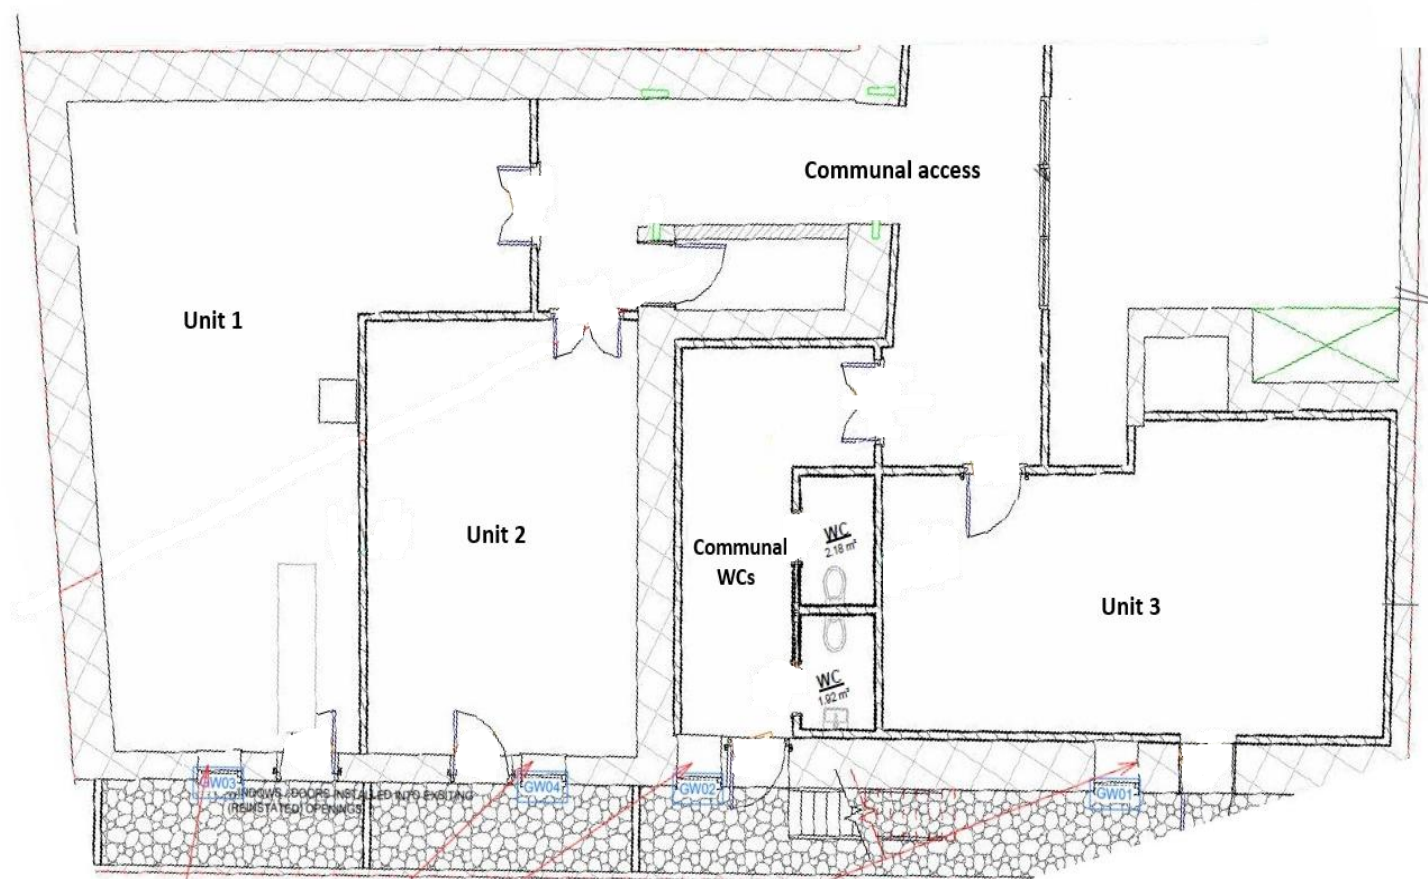 Communal access
Unit 1
Unit 2
Communal
WCs
WC
2.18 m²
Unit 3
WC
1.92 m²
GW03
GW04
GW02
GW01
WINDOWS / DOORS INSTALLED INTO EXISTING
(REINSTATED) OPENINGS